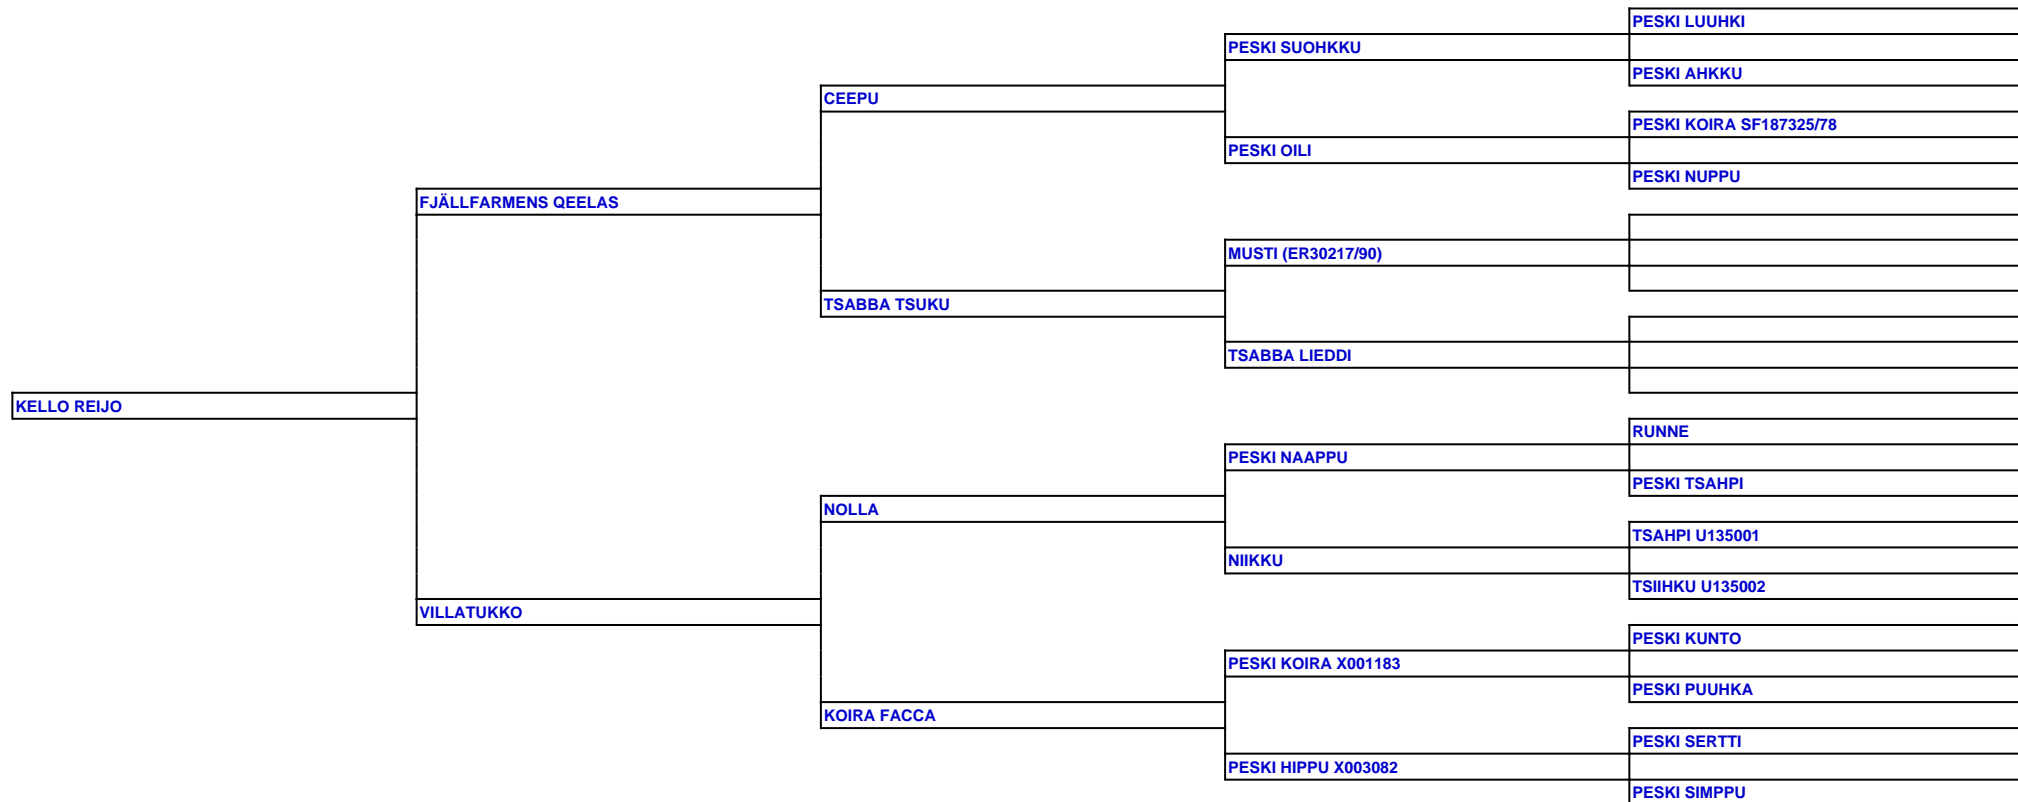 PESKI LUUHKI
PESKI SUOHKKU
PESKI AHKKU
CEEPU
PESKI KOIRA SF187325/78
PESKI OILI
PESKI NUPPU
FJÄLLFARMENS QEELAS
MUSTI (ER30217/90)
TSABBA TSUKU
TSABBA LIEDDI
KELLO REIJO
RUNNE
PESKI NAAPPU
PESKI TSAHPI
NOLLA
TSAHPI U135001
NIIKKU
TSIIHKU U135002
VILLATUKKO
PESKI KUNTO
PESKI KOIRA X001183
PESKI PUUHKA
KOIRA FACCA
PESKI SERTTI
PESKI HIPPU X003082
PESKI SIMPPU